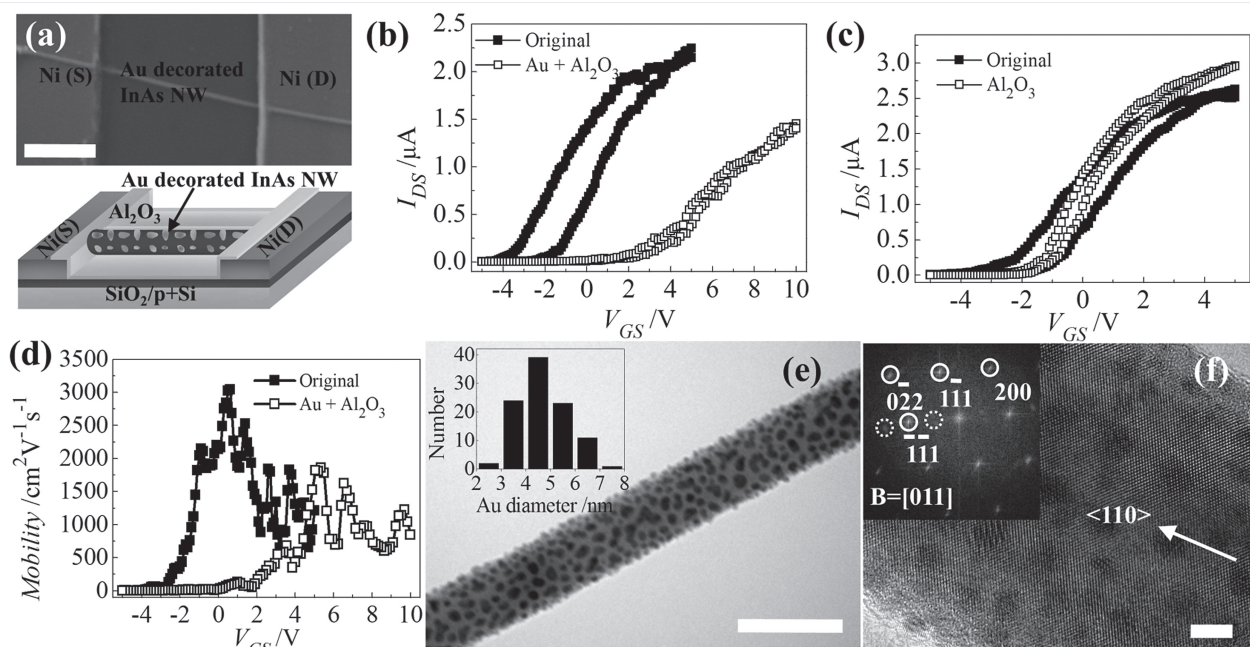 (a)
Ni (S)
Au decorated
InAs NW
Ni (D)
Au decorated InAs NW
Al2O3
Ni(S)
Ni(D)
SiO2/p+Si
(b)
2.5
2.0
1.5
1.0
0.5
0.0
IDS /μA
Original
Au + Al2O3
-4 -2 0 2 4 6 8 10
VGS /V
(c)
3.0
2.5
2.0
1.5
1.0
0.5
0.0
IDS /μA
Original
Al2O3
-4 -2 0 2 4
VGS /V
(d)
3500
3000
2500
2000
1500
1000
500
0
Mobility /cm2V-1s-1
Original
Au + Al2O3
-4 -2 0 2 4 6 8 10
VGS /V
(e)
40
30
20
10
0
Number
2 3 4 5 6 7 8
Au diameter /nm
(f)
022̅
111̅
200
1̅11̅
B=[011]
<110>